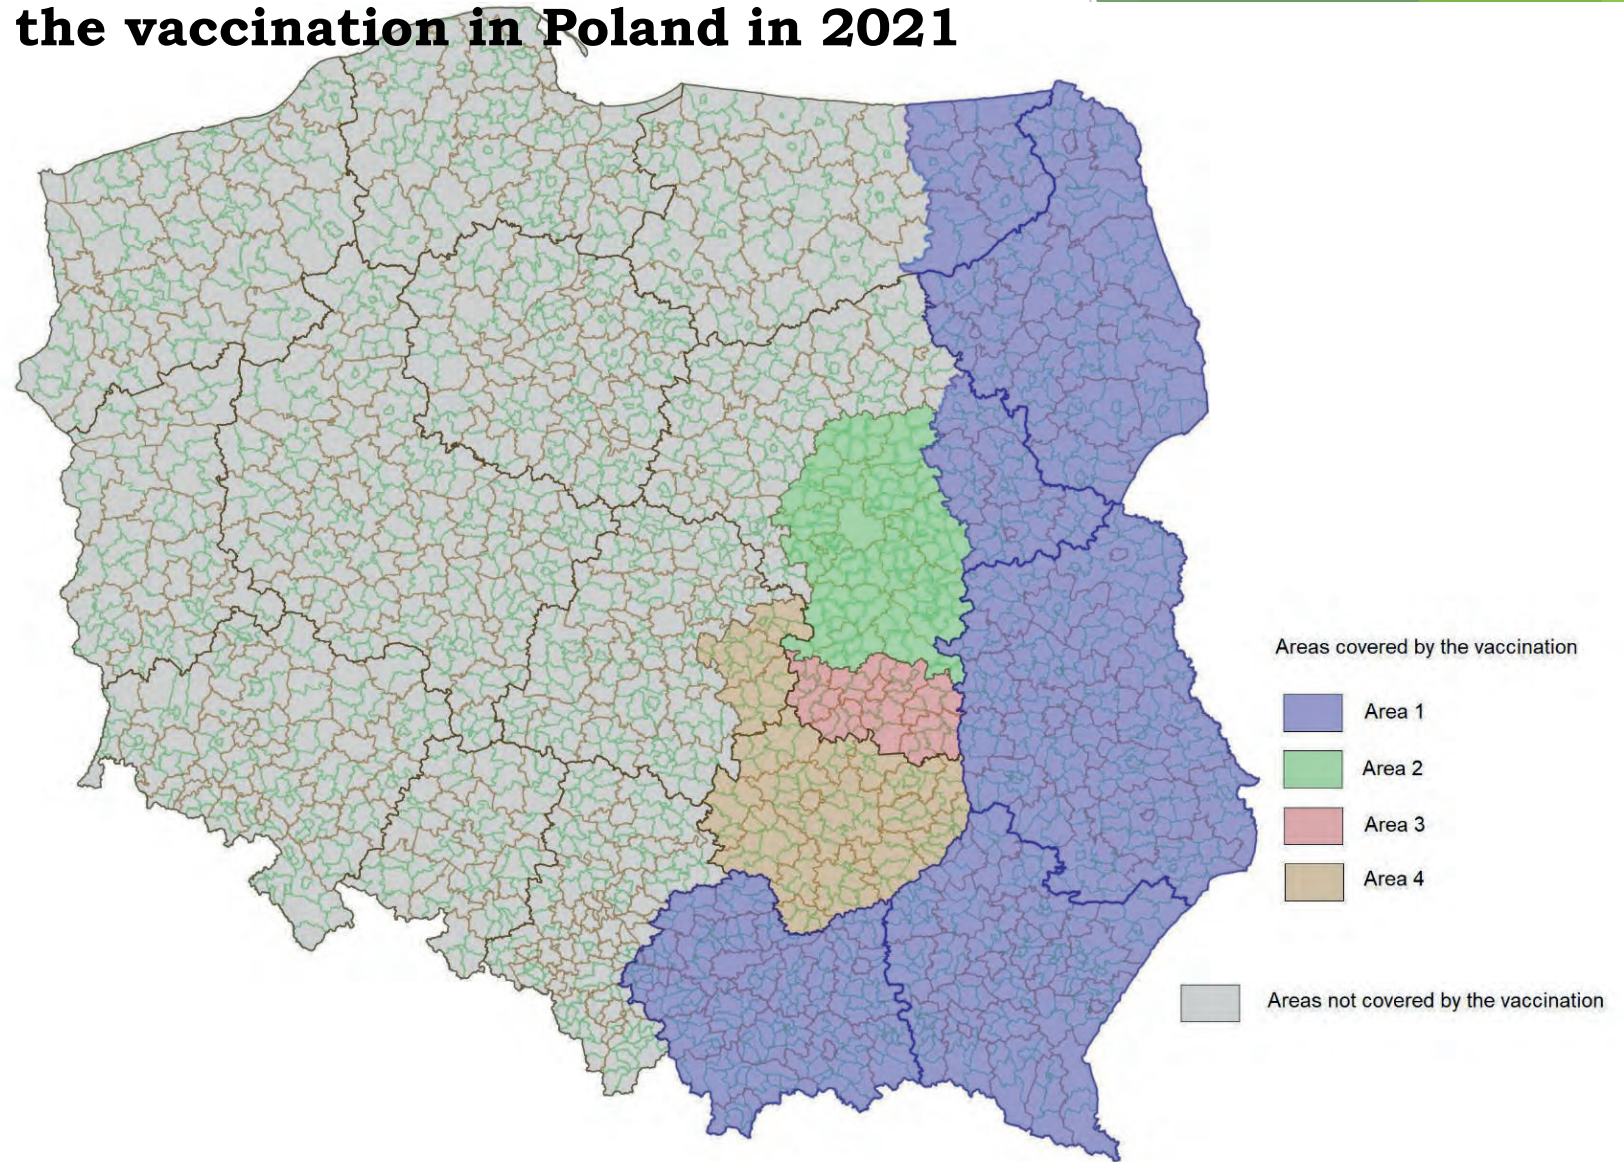 the vaccination in Poland in 2021
Areas covered by the vaccination
Area 1
Area 2
Area 3
Area 4
Areas not covered by the vaccination